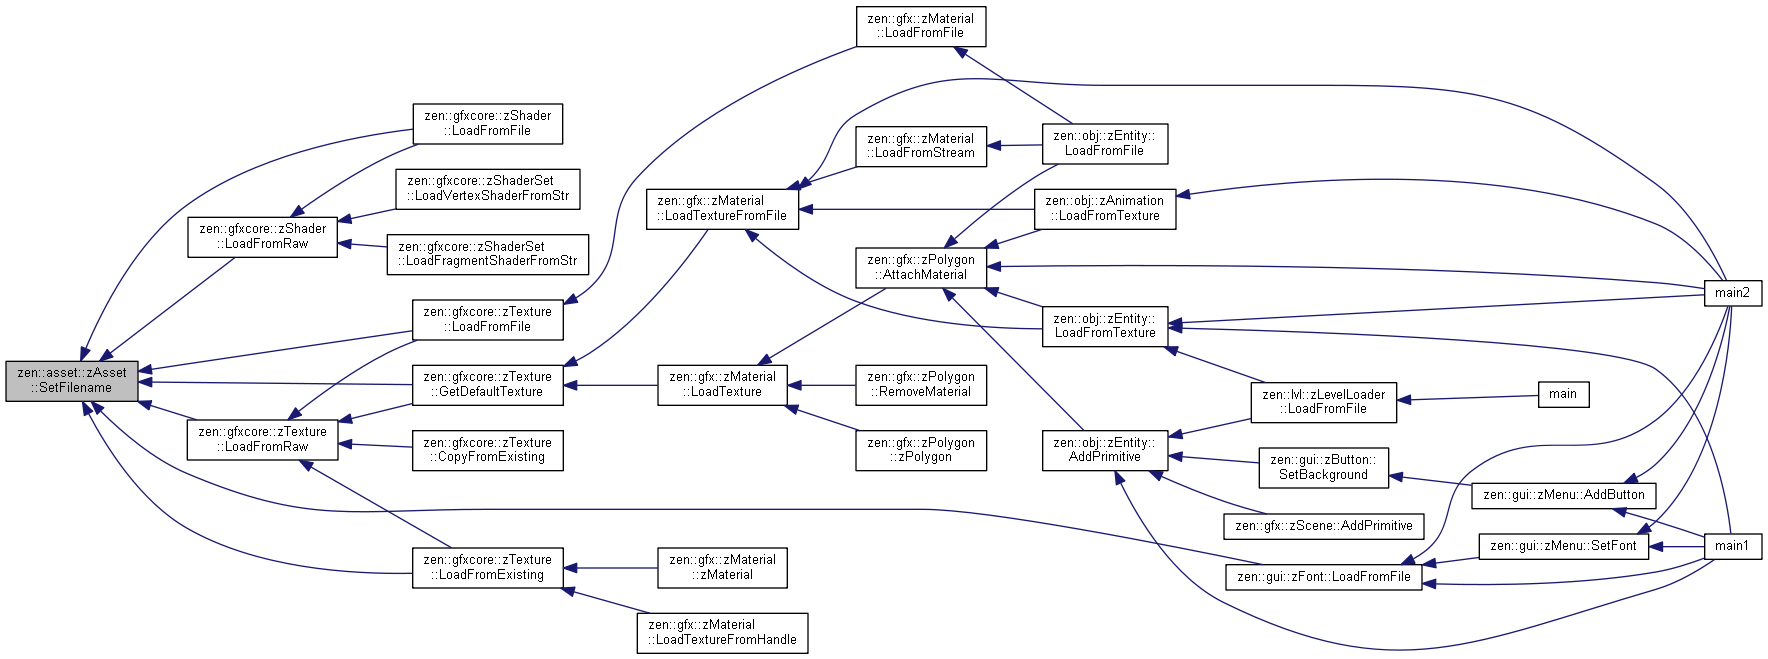 zen::asset::zAsset
::SetFilename
zen::gfxcore::zShader
::LoadFromFile
zen::gfxcore::zShader
::LoadFromRaw
zen::gfxcore::zShaderSet
::LoadVertexShaderFromStr
zen::gfxcore::zShaderSet
::LoadFragmentShaderFromStr
zen::gfxcore::zTexture
::LoadFromFile
zen::gfxcore::zTexture
::GetDefaultTexture
zen::gfxcore::zTexture
::LoadFromRaw
zen::gfxcore::zTexture
::CopyFromExisting
zen::gfxcore::zTexture
::LoadFromExisting
zen::gfx::zMaterial
::LoadFromFile
zen::gfx::zMaterial
::LoadFromStream
zen::gfx::zMaterial
::LoadTextureFromFile
zen::gfx::zMaterial
::LoadTexture
zen::gfx::zMaterial
::zMaterial
zen::gfx::zMaterial
::LoadTextureFromHandle
zen::gfx::zPolygon
::AttachMaterial
zen::gfx::zPolygon
::RemoveMaterial
zen::gfx::zPolygon
::zPolygon
zen::obj::zEntity::
LoadFromFile
zen::obj::zAnimation
::LoadFromTexture
zen::obj::zEntity::
LoadFromTexture
zen::obj::zEntity::
AddPrimitive
zen::lvl::zLevelLoader
::LoadFromFile
main
zen::gui::zButton::
SetBackground
zen::gfx::zScene::AddPrimitive
zen::gui::zFont::LoadFromFile
zen::gui::zMenu::AddButton
zen::gui::zMenu::SetFont
main2
main1